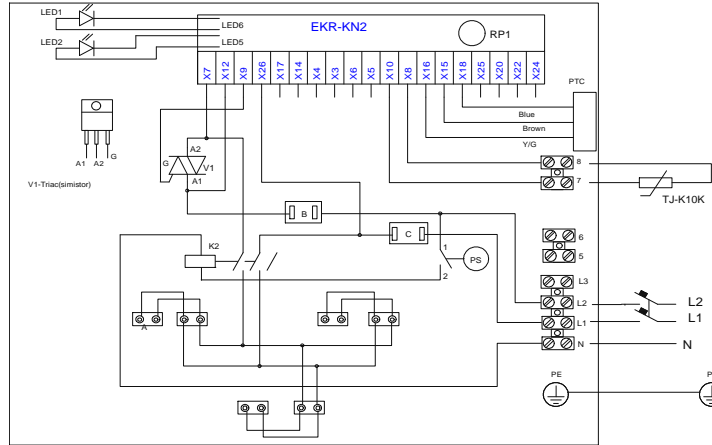 LED1
LED6
EKR-KN2
RP1
LED2
LED5
X7 X12 X9 X26 X17 X14 X4 X3 X6 X5 X10 X8 X16 X15 X18 X25 X20 X22 X24
PTC
Blue
Brown
Y/G
A1 A2 G
V1-Triac(simistor)
A2
G V1
A1
8
7
TJ-K10K
B
C
K2
1
PS
2
6
5
L3
L2 L2
L1 L1
N N
A
PE
P